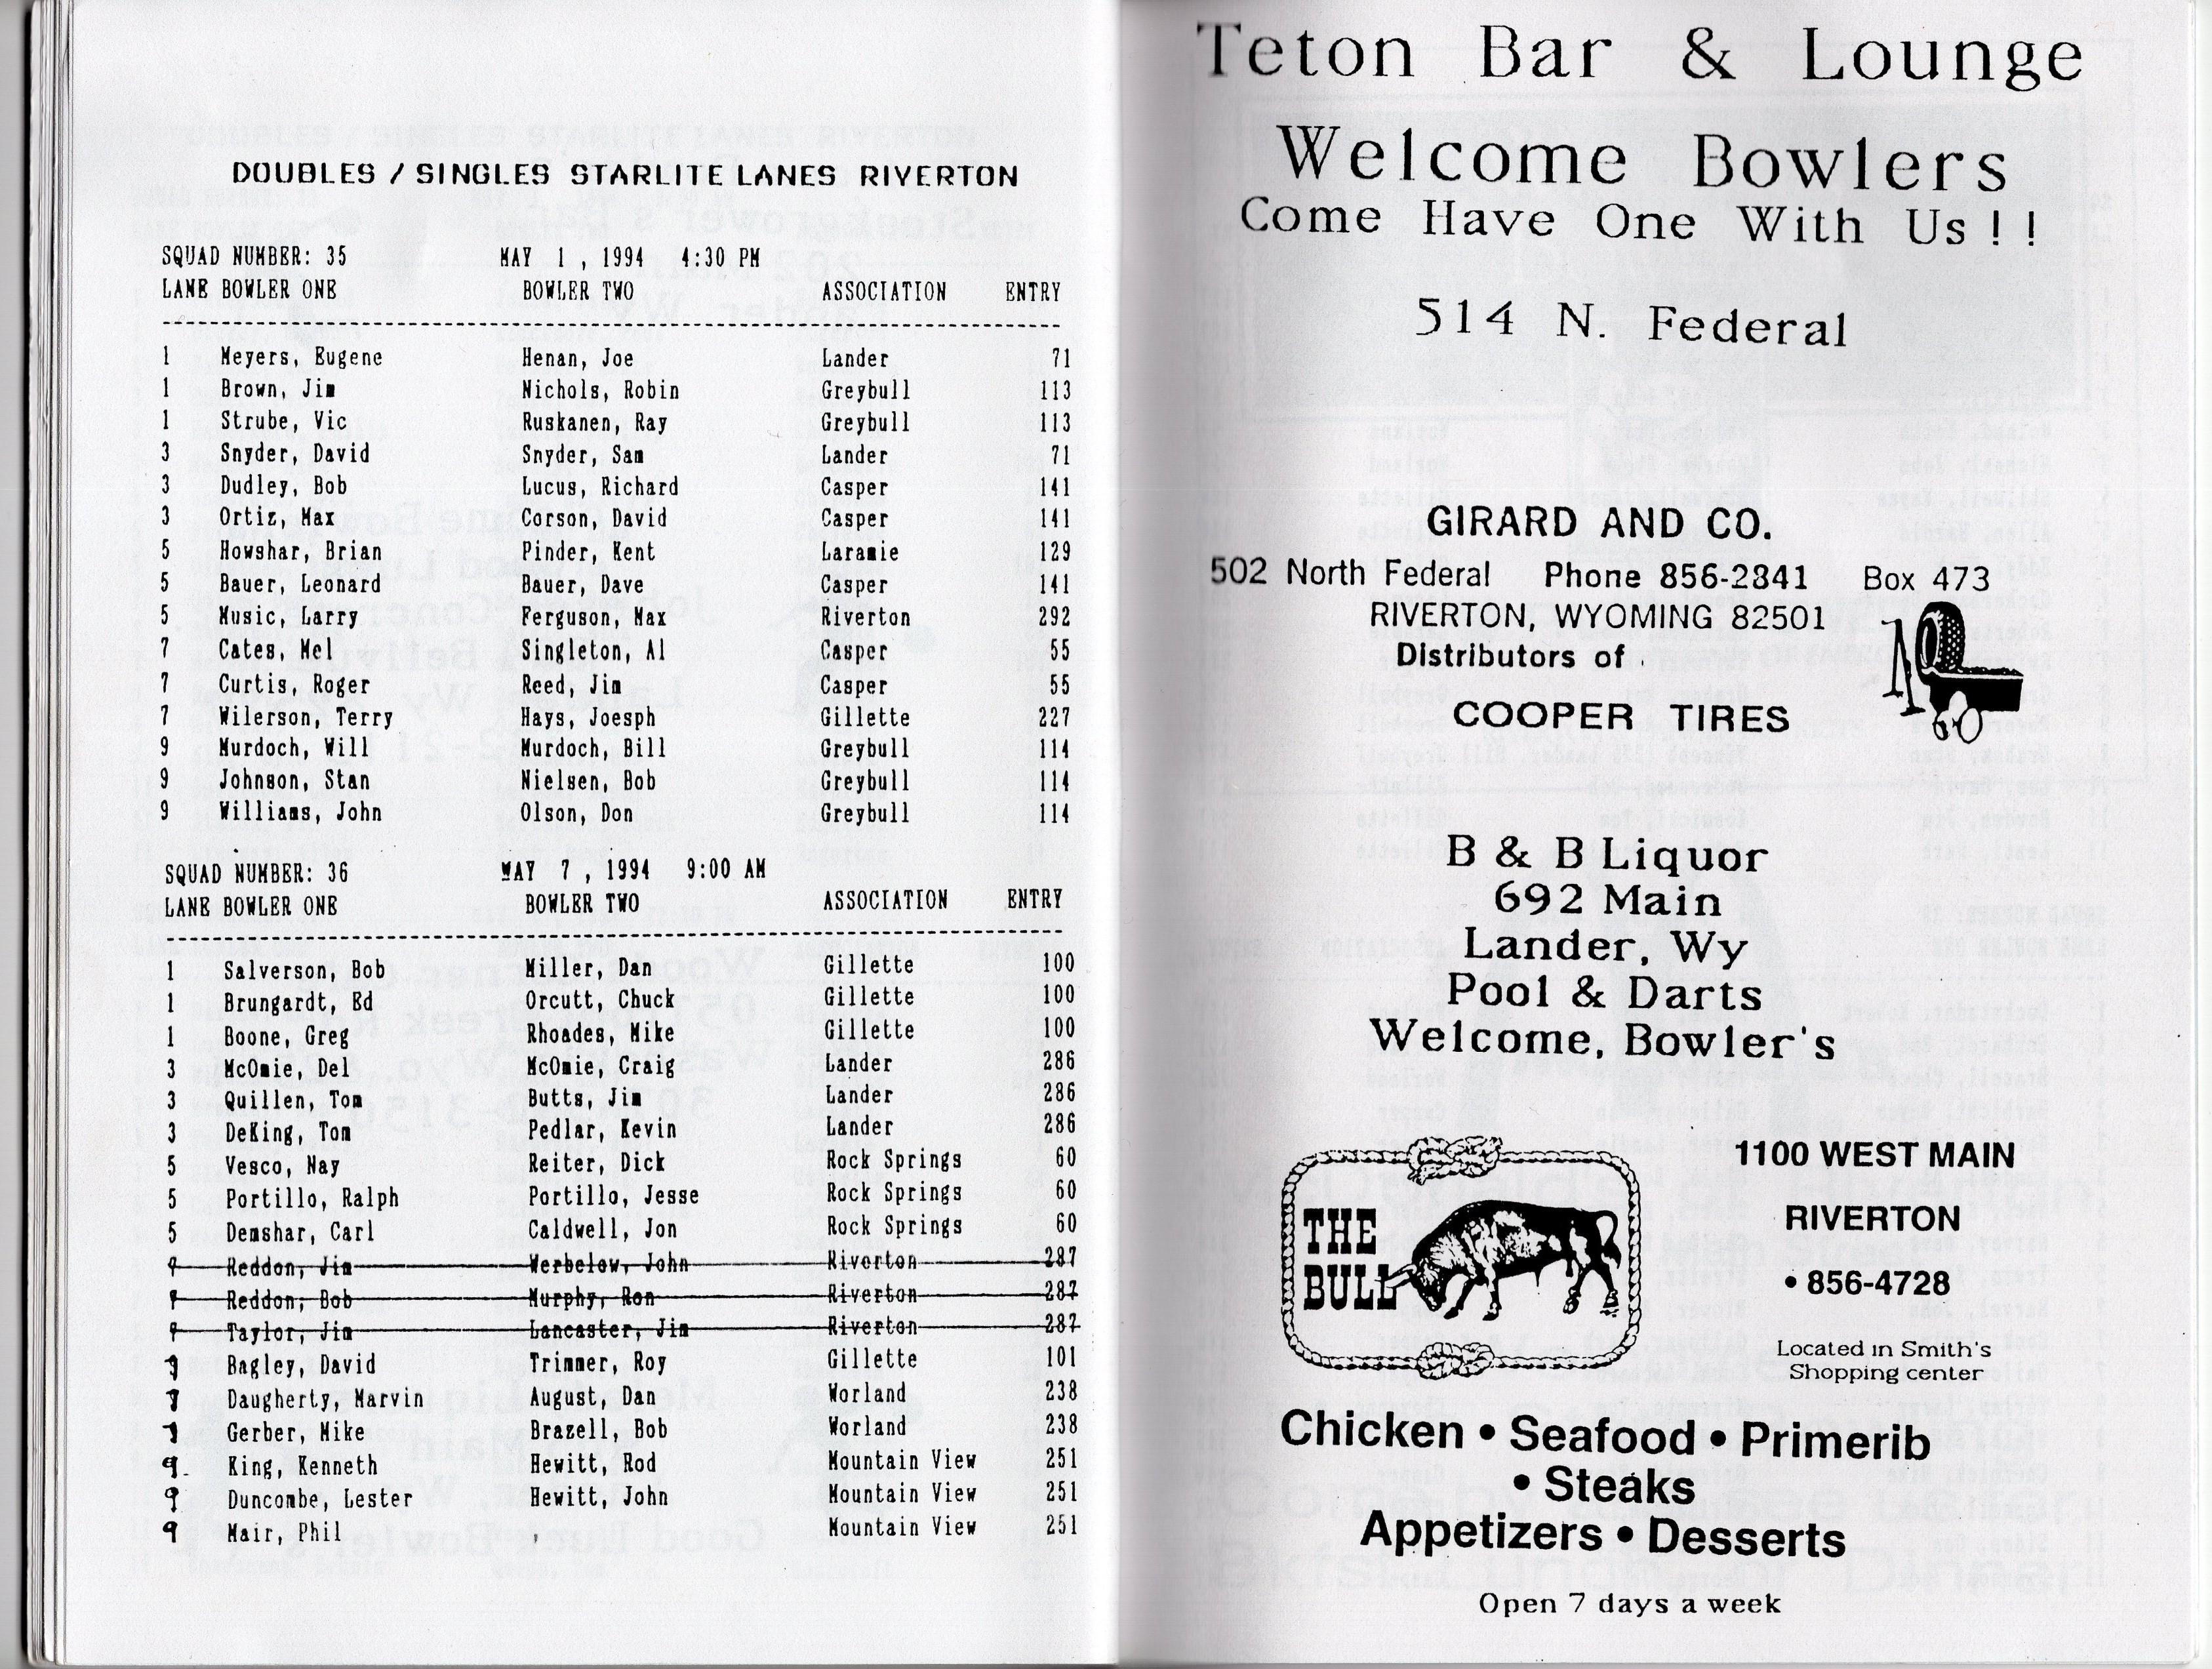 DOUBLES / SINGLES STARLITE LANES RIVERTON
SQUAD NUMBER: 35 MAY 1 , 1994 4:30 PM
LANE BOWLER ONE BOWLER TWO ASSOCIATION ENTRY
1 Meyers, Eugene Henan, Joe Lander 71
1 Brown, Jim Nichols, Robin Greybull 113
1 Strube, Vic Ruskanen, Ray Greybull 113
3 Snyder, David Snyder, Sam Lander 71
3 Dudley, Bob Lucus, Richard Casper 141
3 Ortiz, Max Corson, David Casper 141
5 Howshar, Brian Pinder, Kent Laramie 129
5 Bauer, Leonard Bauer, Dave Casper 141
5 Music, Larry Ferguson, Max Riverton 292
7 Cates, Mel Singleton, Al Casper 55
7 Curtis, Roger Reed, Jim Casper 55
7 Wilerson, Terry Hays, Joesph Gillette 227
9 Murdoch, Will Murdoch, Bill Greybull 114
9 Johnson, Stan Nielsen, Bob Greybull 114
9 Williams, John Olson, Don Greybull 114
SQUAD NUMBER: 36 MAY 7 , 1994 9:00 AM
LANE BOWLER ONE BOWLER TWO ASSOCIATION ENTRY
1 Salverson, Bob Miller, Dan Gillette 100
1 Brungardt, Ed Orcutt, Chuck Gillette 100
1 Boone, Greg Rhoades, Mike Gillette 100
3 McOmie, Del McOmie, Craig Lander 286
3 Quillen, Tom Butts, Jim Lander 286
3 DeKing, Tom Pedlar, Kevin Lander 286
5 Vesco, Nay Reiter, Dick Rock Springs 60
5 Portillo, Ralph Portillo, Jesse Rock Springs 60
5 Demshar, Carl Caldwell, Jon Rock Springs 60
Reddon, Jim Werbelow, John Riverton 287
Reddon, Bob Murphy, Ron Riverton 287
Taylor, Jim Lancaster, Jim Riverton 287
Bagley, David Trimmer, Roy Gillette 101
7 Daugherty, Marvin August, Dan Worland 238
Gerber, Mike Brazell, Bob Worland 238
9 King, Kenneth Hewitt, Rod Mountain View 251
9 Duncombe, Lester Hewitt, John Mountain View 251
9 Mair, Phil , Mountain View 251
Teton Bar & Lounge
Welcome Bowlers
Come Have One With Us!!
514 N. Federal
GIRARD AND CO.
502 North Federal Phone 856-2841 Box 473
RIVERTON, WYOMING 82501
Distributors of
COOPER TIRES
B & B Liquor
692 Main
Lander, Wy
Pool & Darts
Welcome, Bowler's
THE
BULL
1100 WEST MAIN
RIVERTON
• 856-4728
Located in Smith's
Shopping center
Chicken • Seafood • Primerib
• Steaks
Appetizers • Desserts
Open 7 days a week